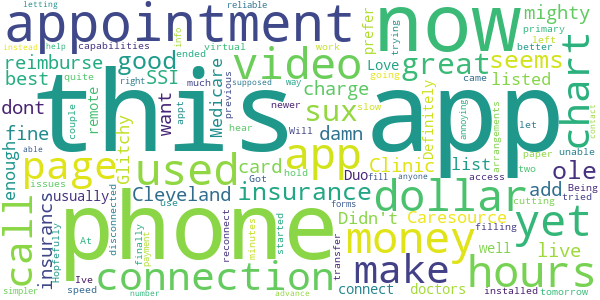 letting
reliable
appointment
now
prefer
mighty
instead
help
capabilities
virtual
info
work
primary
ended
left
better
trying
reimburse
good
video
great
seems
chart
best
SSI
Medicare
Love
listed
quite
right
much
supposed
way
going
charge
newer
came
slow
this app
couple
appt
previous
remote
sux
hear
Definitely
let
annoying
dont
want
damn
Will
unable
contact
fine
Glitchy
used
app
Clinic
list
arrangements
paper
ole
enough
page
card
Duo
fill
anyone
access
two
issues
able
hold
tried
usually
Cleveland
insurance
dollar
add
Being
yet
call
insurancs
phone
Got
forms
Didn't
Caresource
cutting
disconnected
use
money
filling
Hopefully
At
finally
payment
reconnect
minutes
started
transfer
make
well
live
hours
connection
Ive
speed
connect
doctors
installed
tomorrow
simpler
number
advance